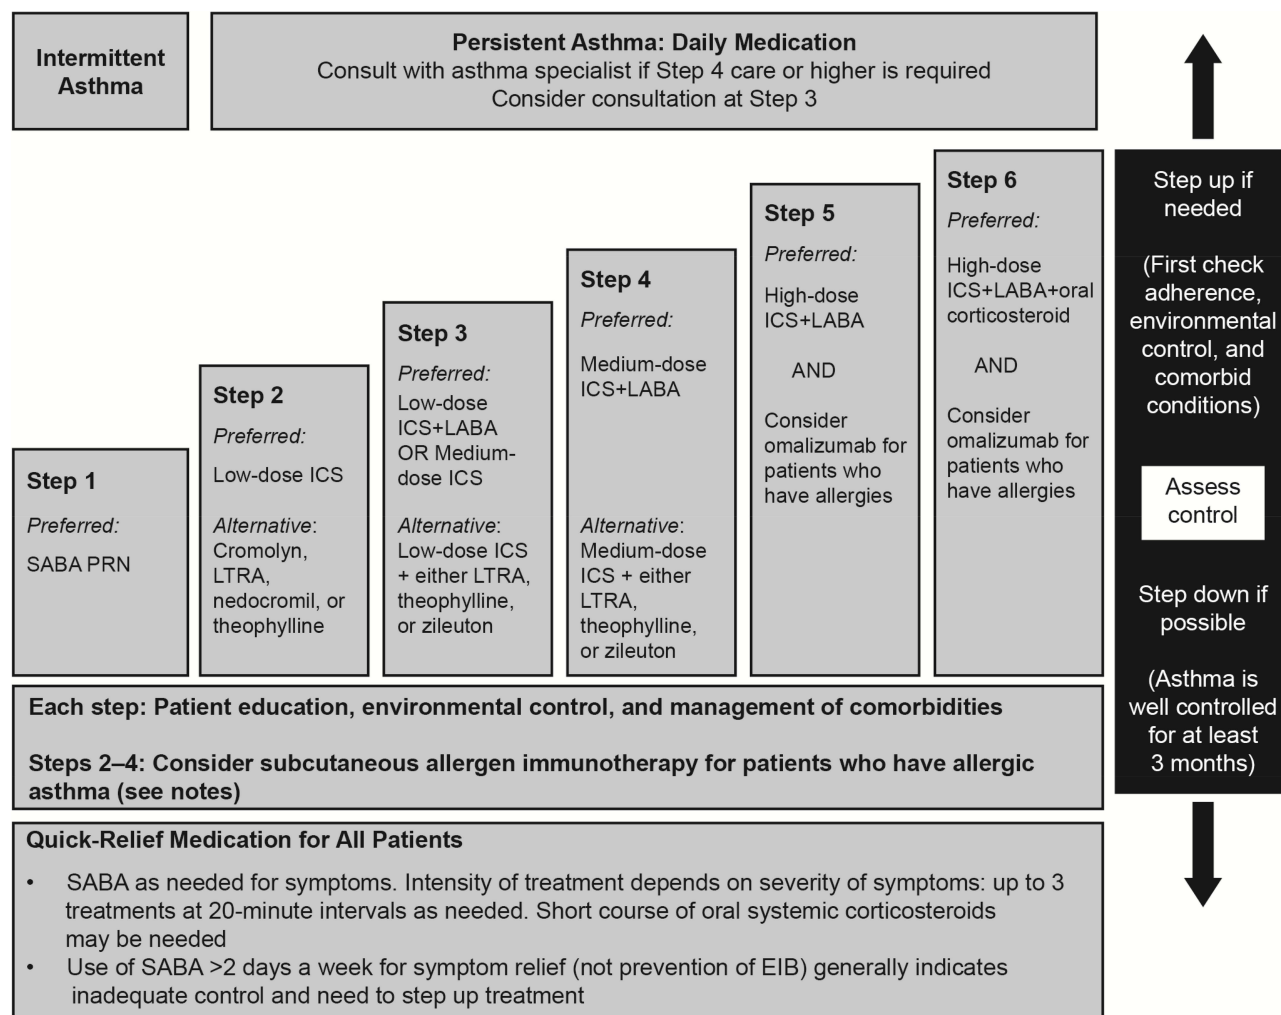 Intermittent
Asthma
Persistent Asthma: Daily Medication
Consult with asthma specialist if Step 4 care or higher is required
Consider consultation at Step 3
Step 1
Preferred:
SABA PRN
Step 2
Preferred:
Low-dose ICS
Alternative:
Cromolyn,
LTRA,
nedocromil, or
theophylline
Step 3
Preferred:
Low-dose
ICS+LABA
OR Medium-
dose ICS
Alternative:
Low-dose ICS
+ either LTRA,
theophylline,
or zileuton
Step 4
Preferred:
Medium-dose
ICS+LABA
Alternative:
Medium-dose
ICS + either
LTRA,
theophylline,
or zileuton
Step 5
Preferred:
High-dose
ICS+LABA
AND
Consider
omalizumab for
patients who
have allergies
Step 6
Preferred:
High-dose
ICS+LABA+oral
corticosteroid
AND
Consider
omalizumab for
patients who
have allergies
Step up if
needed
(First check
adherence,
environmental
control, and
comorbid
conditions)
Assess
control
Step down if
possible
(Asthma is
well controlled
for at least
3 months)
Each step: Patient education, environmental control, and management of comorbidities
Steps 2–4: Consider subcutaneous allergen immunotherapy for patients who have allergic
asthma (see notes)
Quick-Relief Medication for All Patients
• SABA as needed for symptoms. Intensity of treatment depends on severity of symptoms: up to 3
treatments at 20-minute intervals as needed. Short course of oral systemic corticosteroids
may be needed
• Use of SABA >2 days a week for symptom relief (not prevention of EIB) generally indicates
inadequate control and need to step up treatment